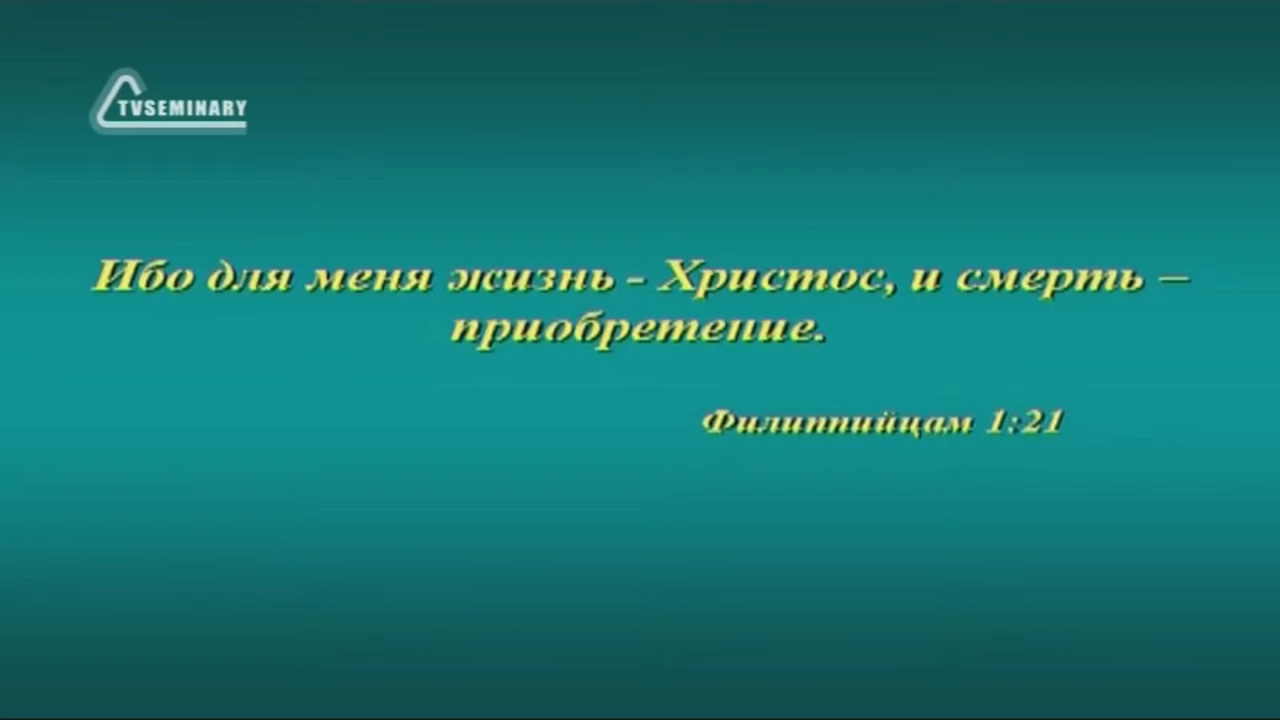 TVSEMINARY
Ибо для меня жизнь - Христос, и смерть –
приобретение.
Филиппийцам 1:21